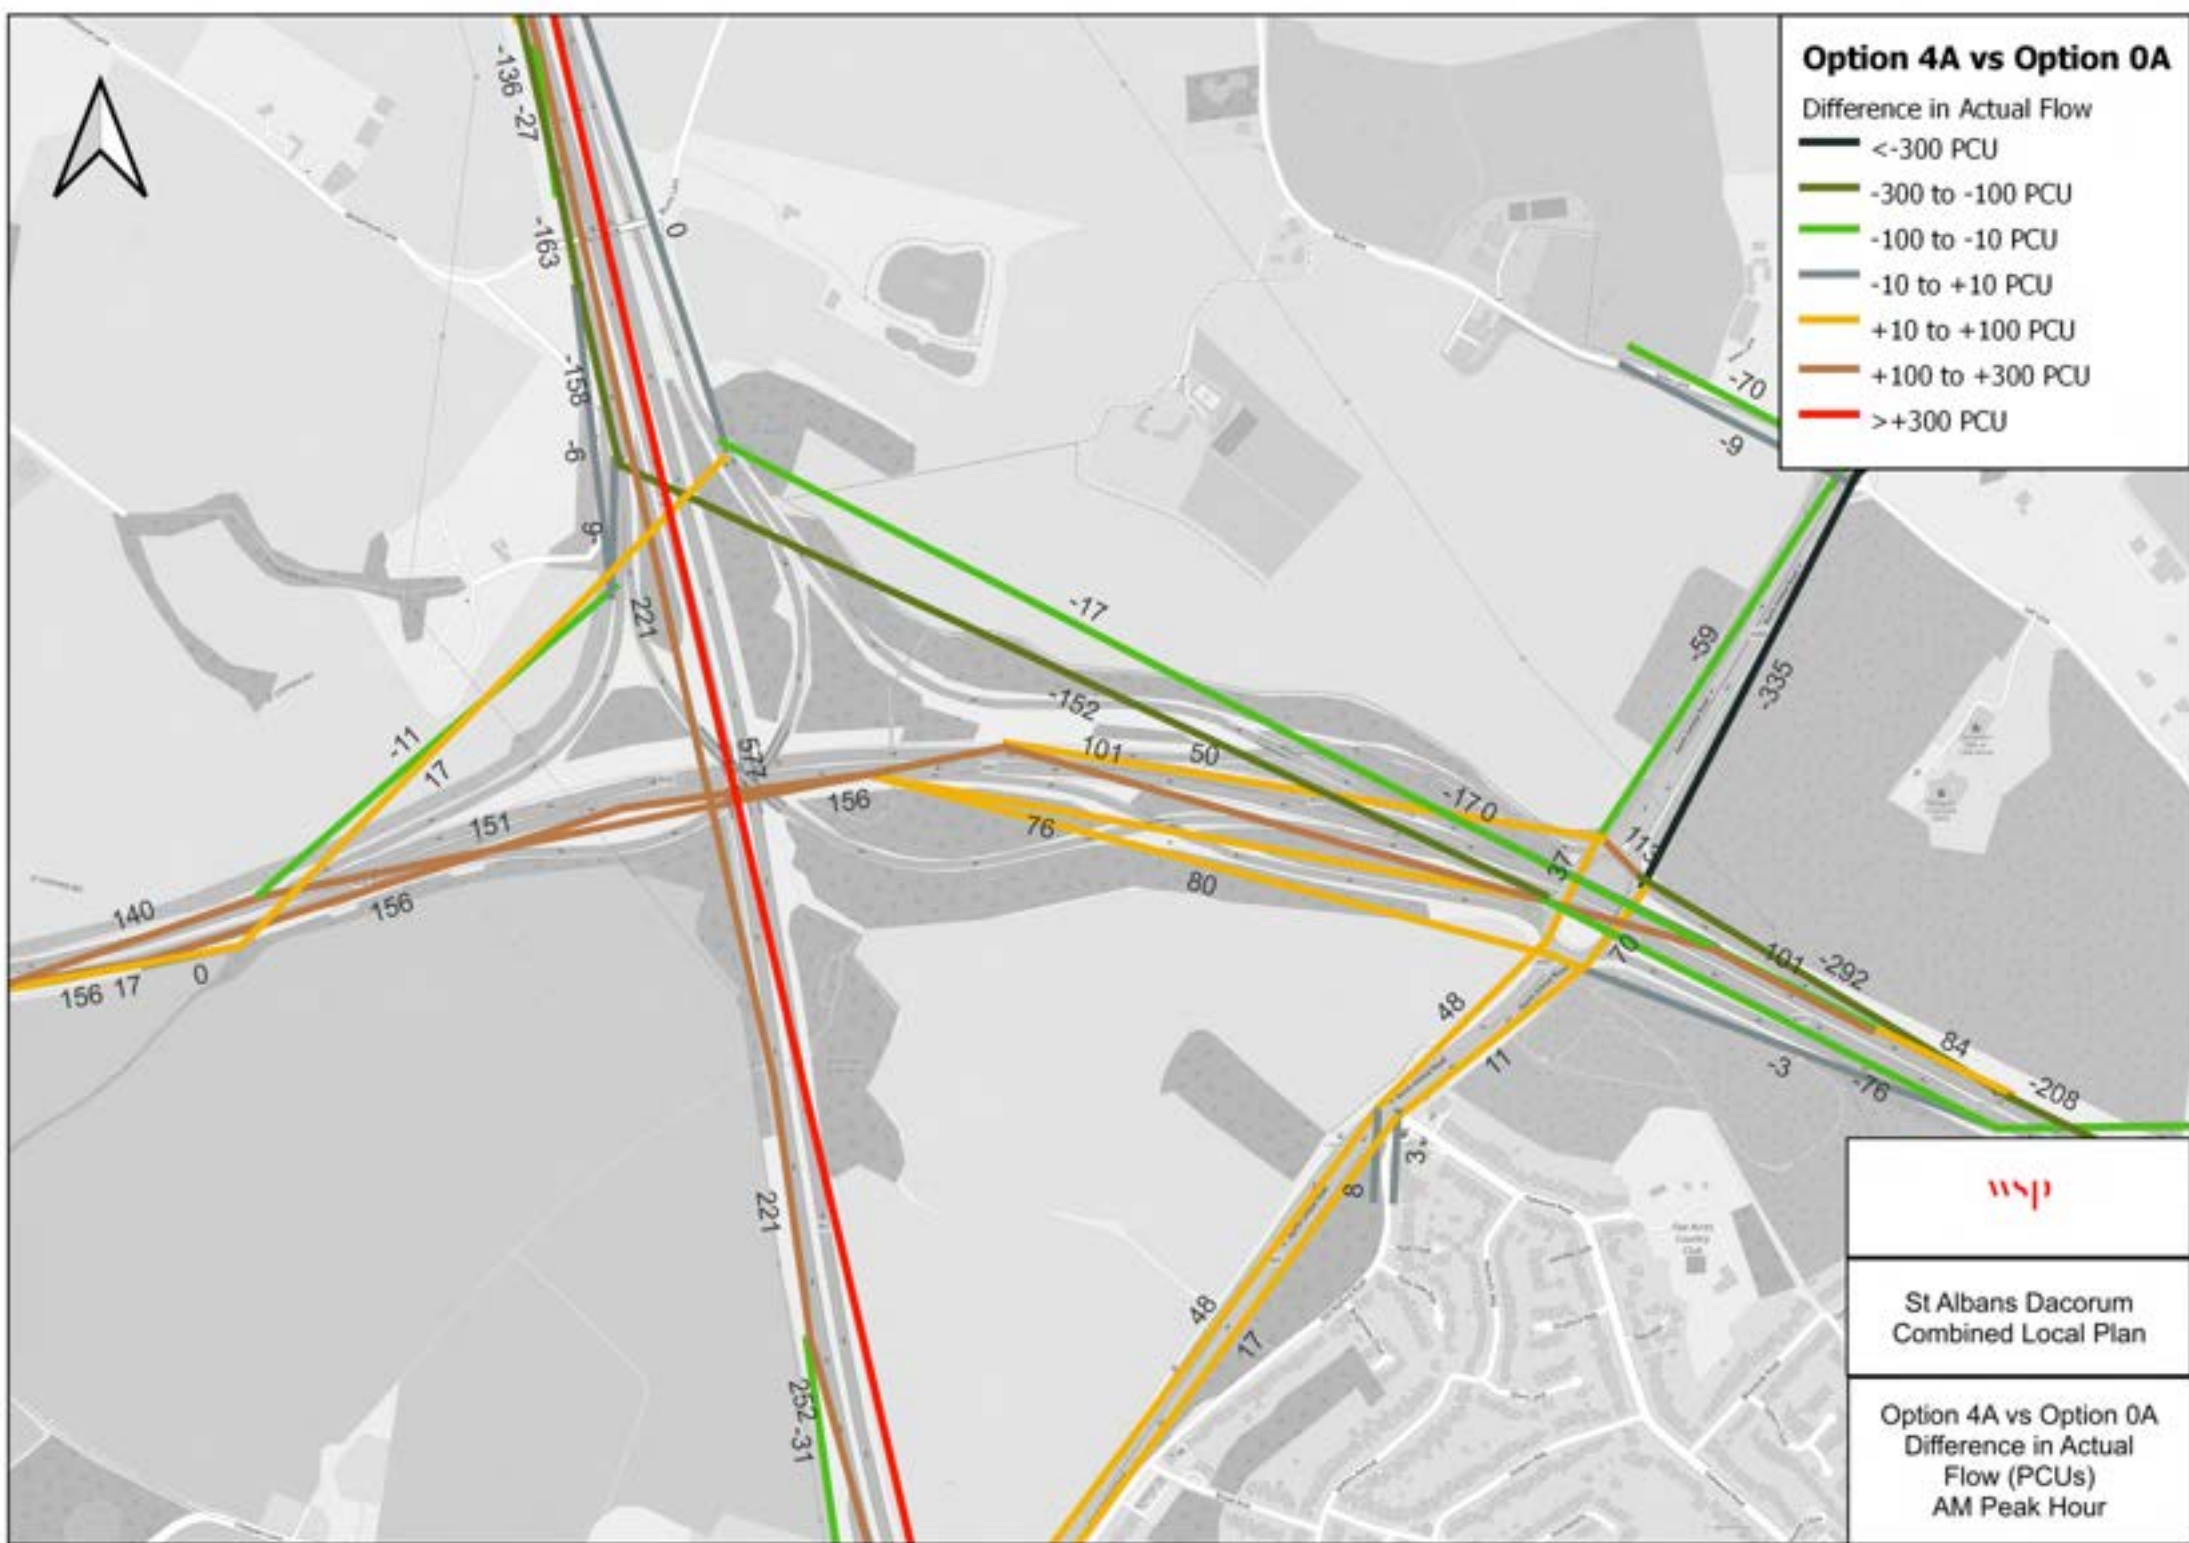 Option 4A vs Option 0A
Difference in Actual Flow
<-300 PCU
-300 to -100 PCU
-100 to -10 PCU
-10 to +10 PCU
+10 to +100 PCU
+100 to +300 PCU
>+300 PCU
-136 -27
-163
0
-158
-6
-9
-70
-9
221
-17
-59
-335
-152
-11
17
577
101
50
151
156
76
-170
113
37
80
140
156
70
101
-292
156 17
0
48
11
84
-3
-76
-208
3
8
221
48
17
252 -31
wsp
St Albans Dacorum
Combined Local Plan
Option 4A vs Option 0A
Difference in Actual
Flow (PCUs)
AM Peak Hour